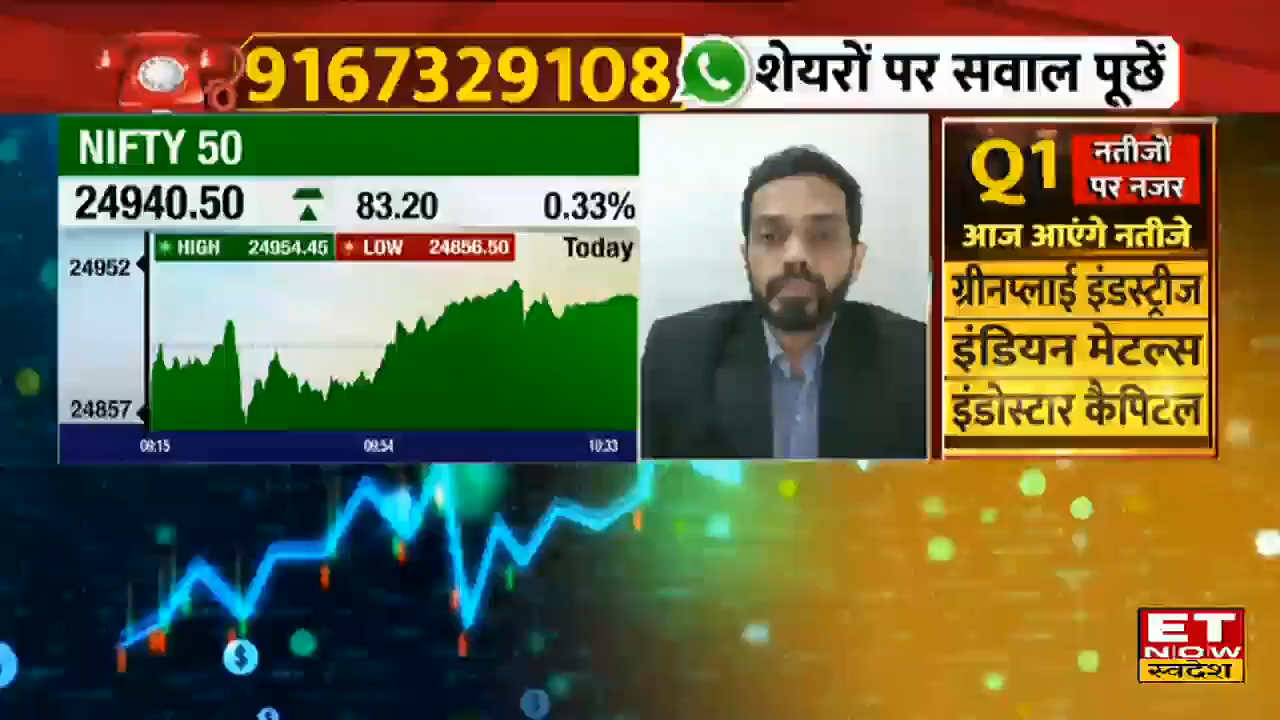 9167329108 शेयरों पर सवाल पूछें
NIFTY 50
24940.50 83.20 0.33%
HIGH 24954.45 LOW 24856.50 Today
24952
24857
09:15 09:54 10:33
Q1 नतीजों पर नजर
आज आएंगे नतीजे
ग्रीनप्लाई इंडस्ट्रीज
इंडियन मेटल्स
इंडोस्टार कैपिटल
ET
NOW
स्वदेश